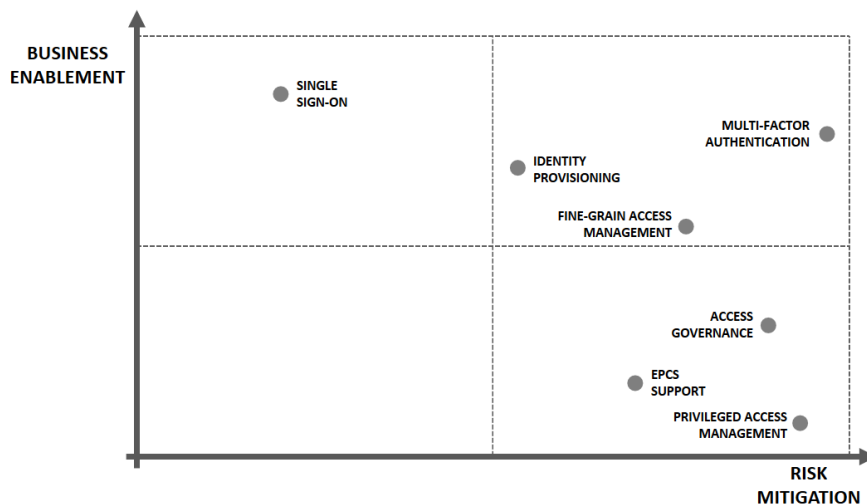 BUSINESS
ENABLEMENT
SINGLE
SIGN-ON
MULTI-FACTOR
AUTHENTICATION
IDENTITY
PROVISIONING
FINE-GRAIN ACCESS
MANAGEMENT
ACCESS
GOVERNANCE
EPCS
SUPPORT
PRIVILEGED ACCESS
MANAGEMENT
RISK
MITIGATION